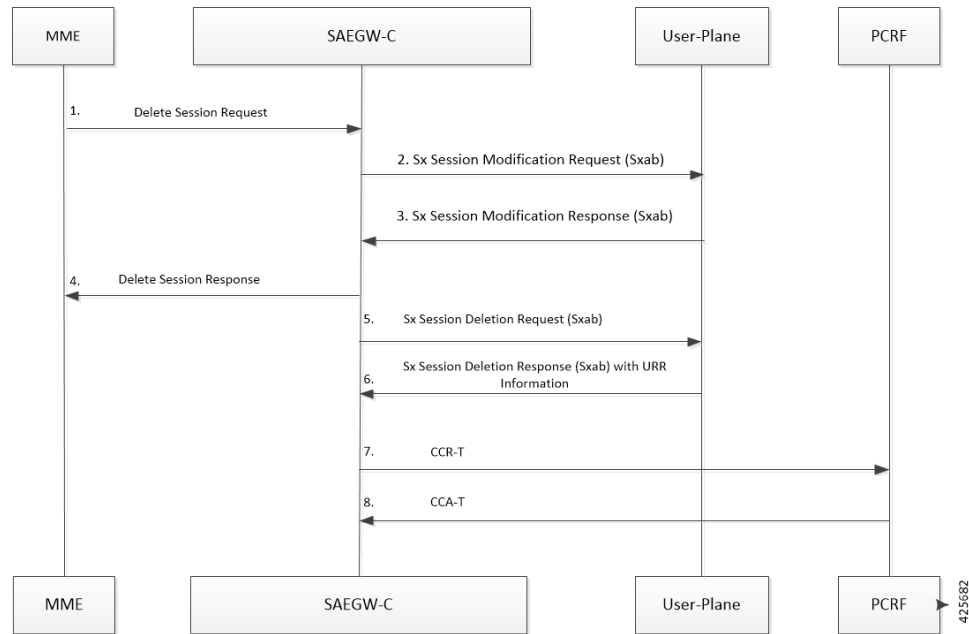 MME
SAEGW-C
User-Plane
PCRF
1. Delete Session Request
2. Sx Session Modification Request (Sxab)
3. Sx Session Modification Response (Sxab)
4. Delete Session Response
5. Sx Session Deletion Request (Sxab)
6. Sx Session Deletion Response (Sxab) with URR
Information
7. CCR-T
8. CCA-T
MME
SAEGW-C
User-Plane
PCRF
425682